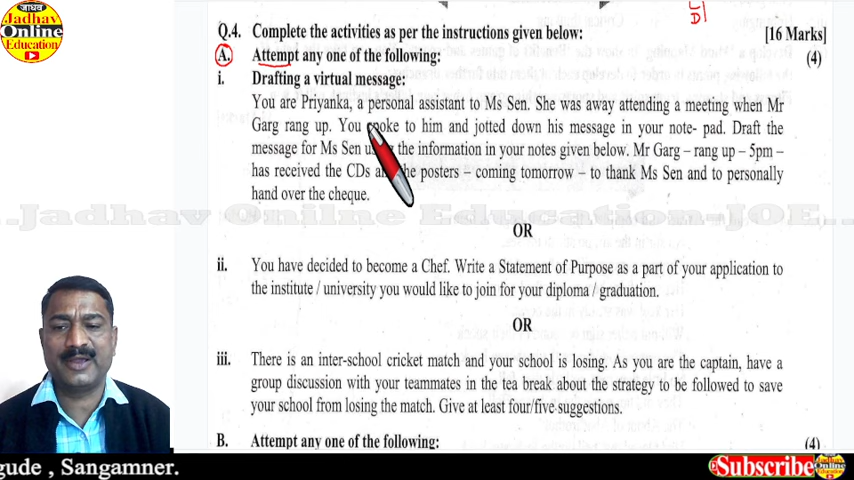 जाधव
Jadhav
Online
Education
Q.4. Complete the activities as per the instructions given below: [16 Marks]
A. Attempt any one of the following: (4)
i. Drafting a virtual message:
You are Priyanka, a personal assistant to Ms Sen. She was away attending a meeting when Mr
Garg rang up. You spoke to him and jotted down his message in your note- pad. Draft the
message for Ms Sen using the information in your notes given below. Mr Garg – rang up – 5pm –
has received the CDs and the posters – coming tomorrow – to thank Ms Sen and to personally
hand over the cheque.
..Jadhav Online Education-JOE...
OR
ii. You have decided to become a Chef. Write a Statement of Purpose as a part of your application to
the institute / university you would like to join for your diploma / graduation.
OR
iii. There is an inter-school cricket match and your school is losing. As you are the captain, have a
group discussion with your teammates in the tea break about the strategy to be followed to save
your school from losing the match. Give at least four/five suggestions.
B. Attempt any one of the following: (4)
gude , Sangamner.
Subscribe
Jadhav
Online
Education